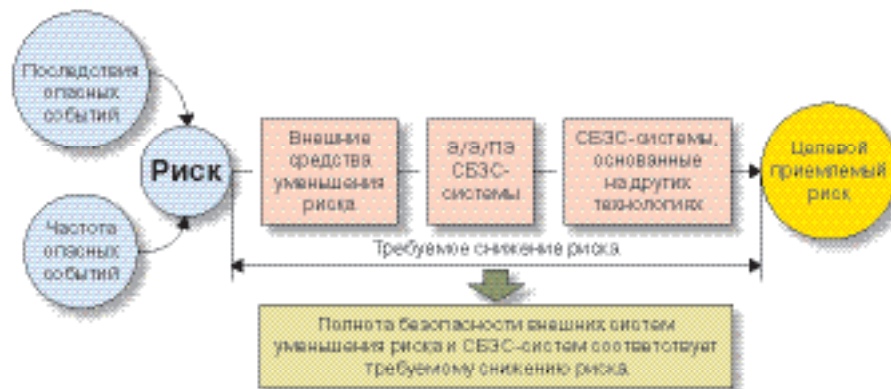 Последствия
опасных
событий
Риск
Частота
опасных
событий
Внешние
средства
уменьшения
риска
Э/Э/ПЭ
СБЗС-
системы
СБЗС-системы,
основанные
на других
технологиях
Целевой
приемлемый
риск
Требуемое снижение риска
Полнота безопасности внешних систем
уменьшения риска и СБЗС-систем соответствует
требуемому снижению риска